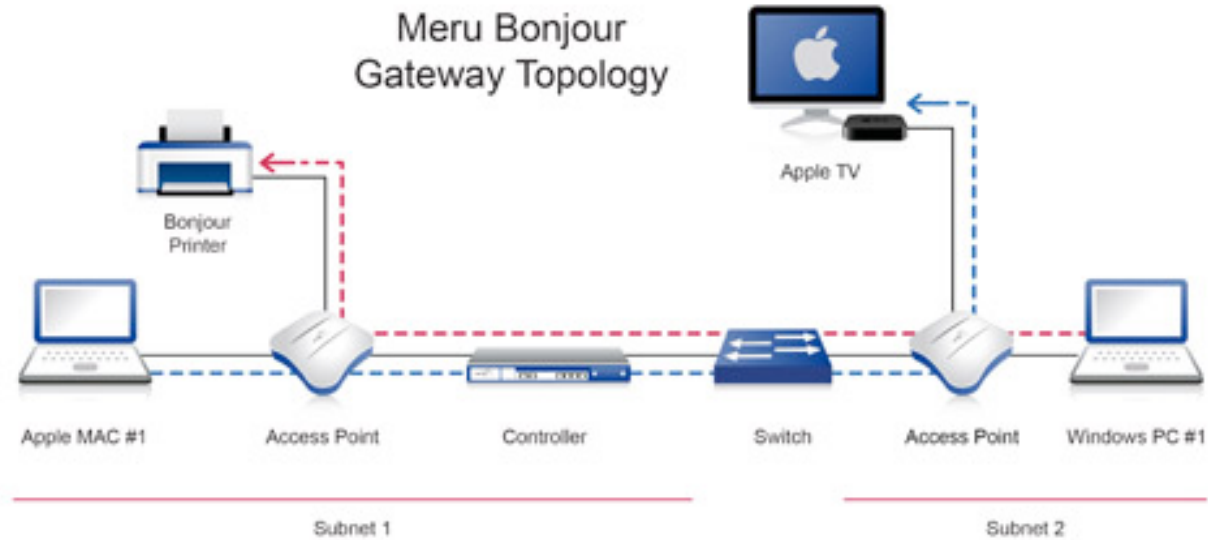 Meru Bonjour
Gateway Topology
Apple TV
Bonjour
Printer
Apple MAC #1
Access Point
Controller
Switch
Access Point
Windows PC #1
Subnet 1
Subnet 2